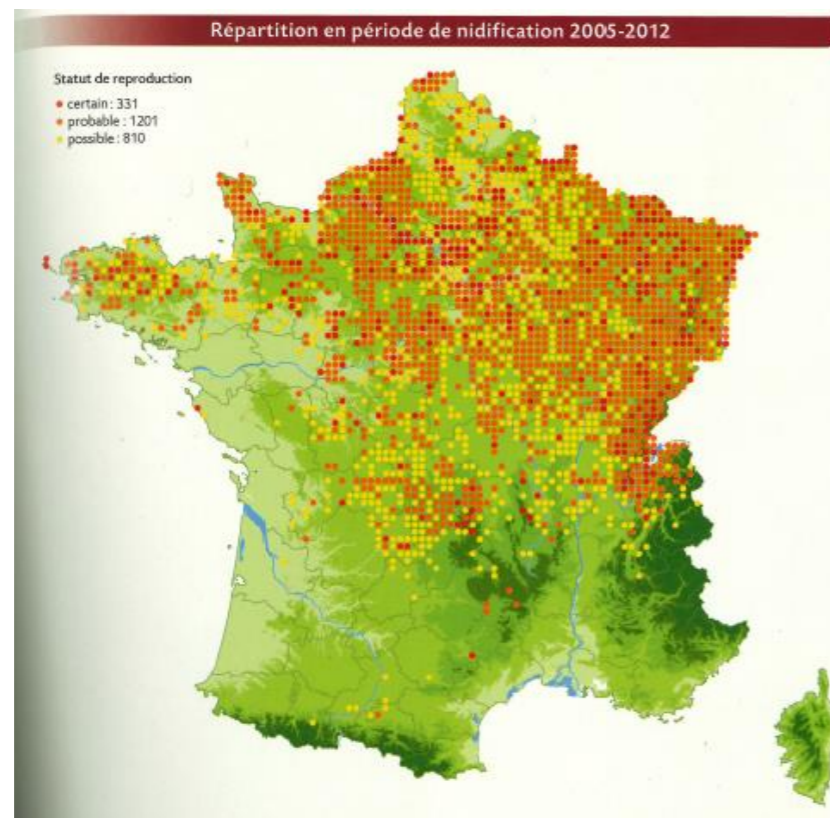 Répartition en période de nidification 2005-2012
Statut de reproduction
certain : 331
probable : 1201
possible : 810